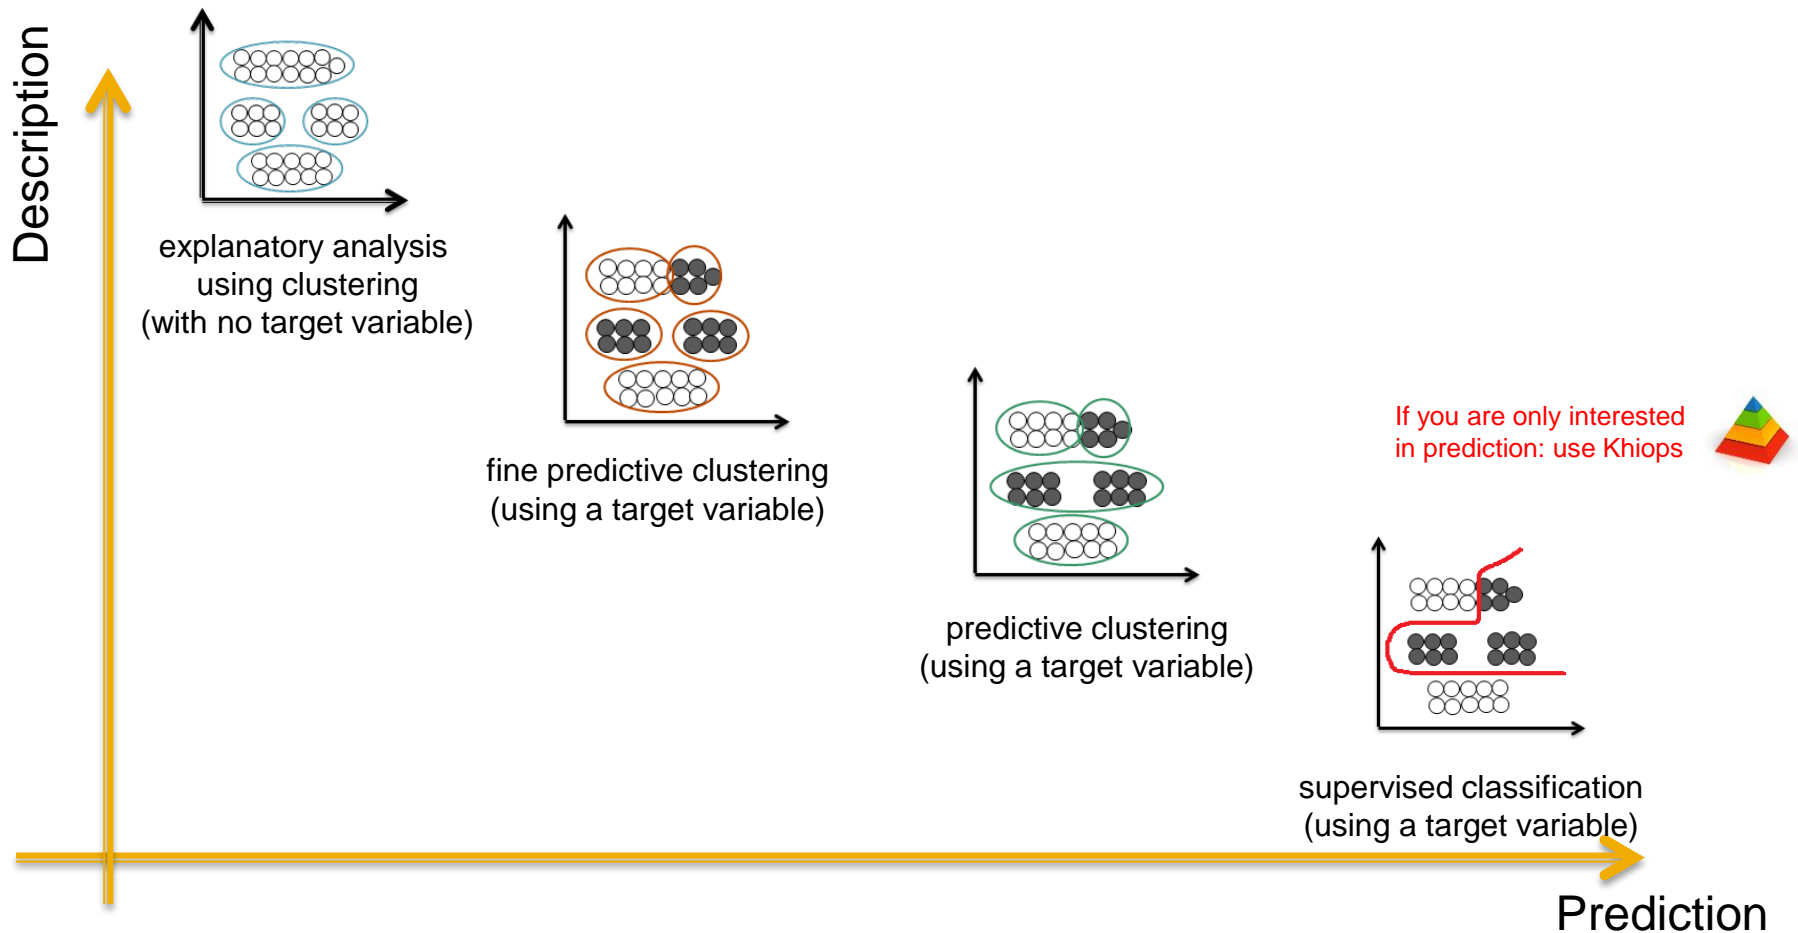 Description
explanatory analysis
using clustering
(with no target variable)
fine predictive clustering
(using a target variable)
predictive clustering
(using a target variable)
If you are only interested
in prediction: use Khiops
supervised classification
(using a target variable)
Prediction